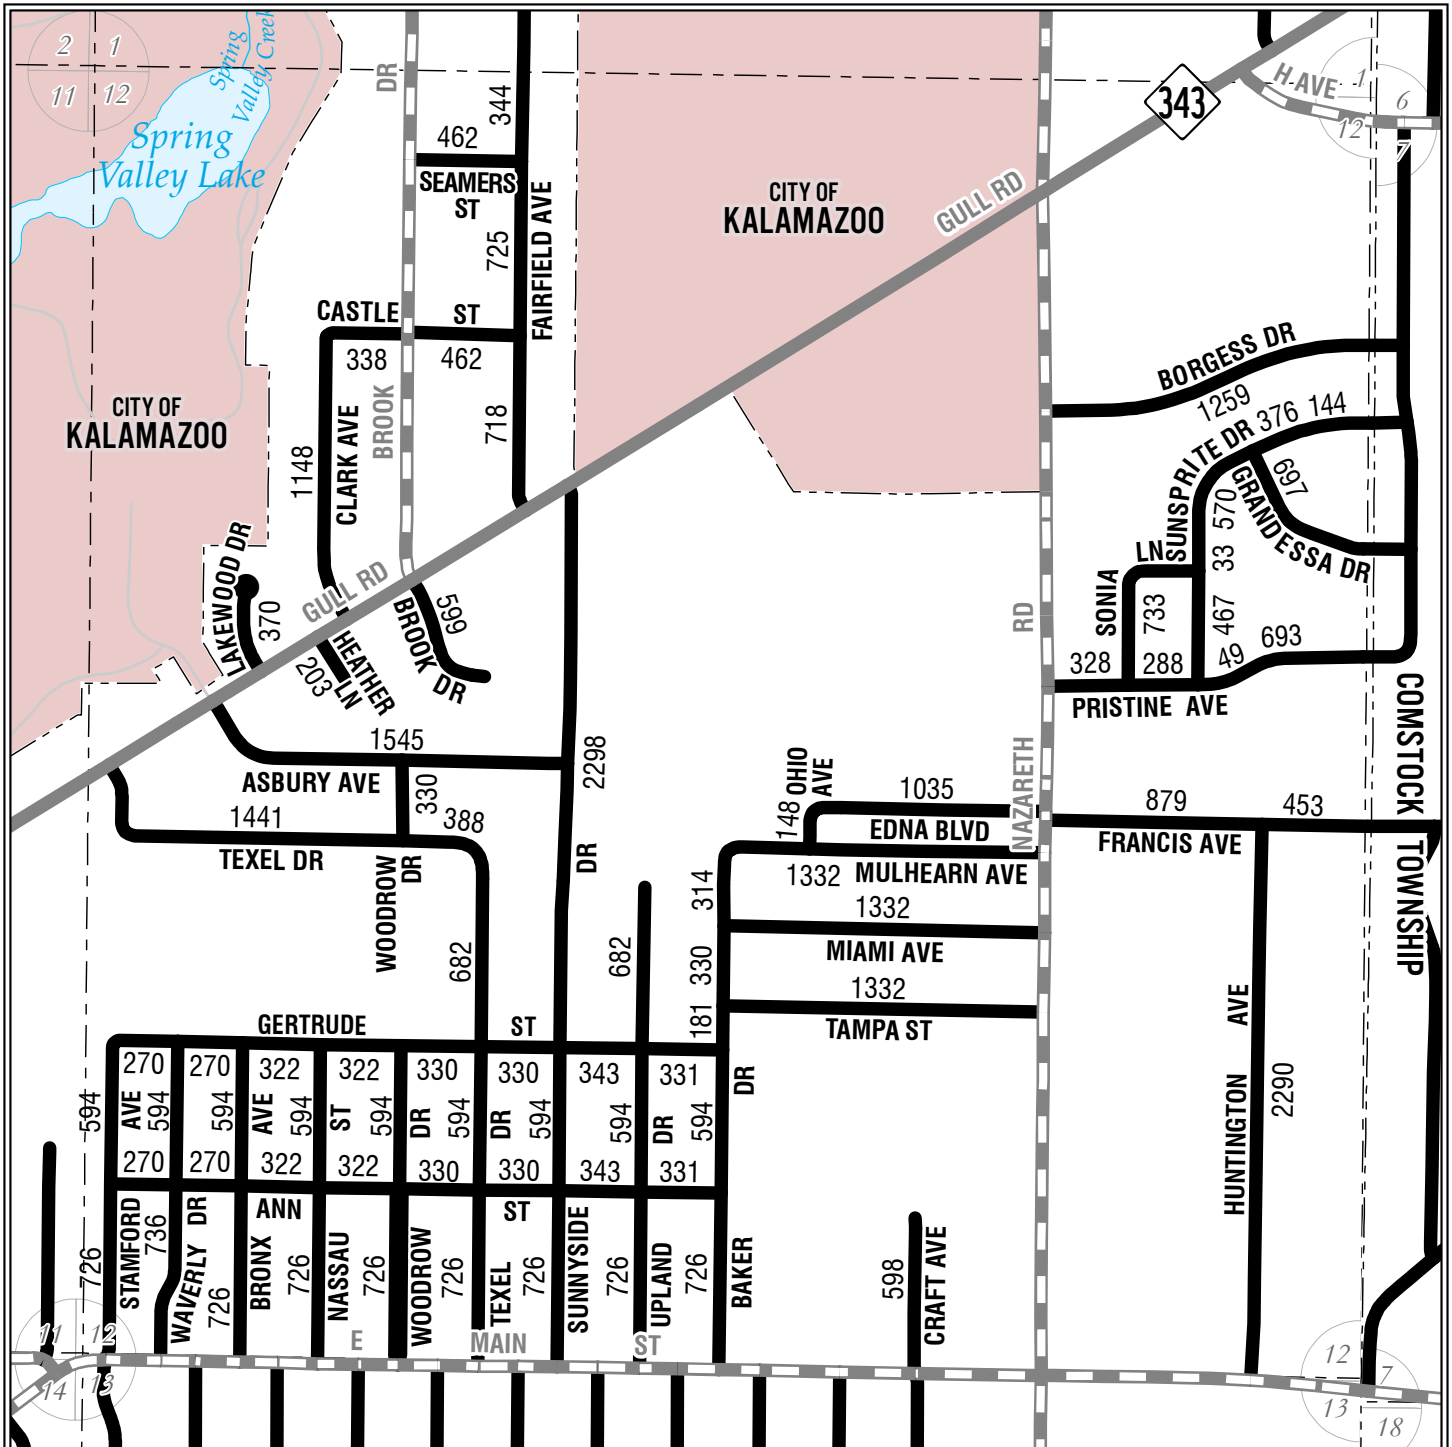 2 1
11 12
Spring
Valley Creek
Spring
Valley Lake
DR
344
462
SEAMERS
ST
725
FAIRFIELD AVE
CITY OF
KALAMAZOO
GULL RD
343
H AVE
1 6
12 7
CASTLE ST
338 462
BROOK
718
CITY OF
KALAMAZOO
1148
CLARK AVE
BORGESS DR
1259
376 144
SUNSPRITE DR
697
GRANDESSA DR
570
33
LN
SONIA
733
467
RD
LAKEWOOD DR
370
GULL RD
HEATHER
LN
203
BROOK DR
599
328 288 49 693
PRISTINE AVE
COMSTOCK TOWNSHIP
1545
ASBURY AVE
2298
330
388
1441
TEXEL DR
WOODROW
DR
DR
OHIO
AVE
148
1035
EDNA BLVD
NAZARETH
879 453
FRANCIS AVE
1332 MULHEARN AVE
314
1332
MIAMI AVE
682
682
330
1332
TAMPA ST
181
AVE
HUNTINGTON
2290
GERTRUDE ST
270 270 322 322 330 330 343 331
594 AVE 594 594 AVE 594 ST 594 DR 594 DR 594 594 DR 594
DR
270 270 322 322 330 330 343 331
ANN ST
726 STAMFORD 736 WAVERLY DR 726 BRONX 726 NASSAU 726 WOODROW 726 TEXEL 726 SUNNYSIDE 726 UPLAND 726 BAKER
598 CRAFT AVE
E MAIN ST
11 12
14 13
12 7
13 18